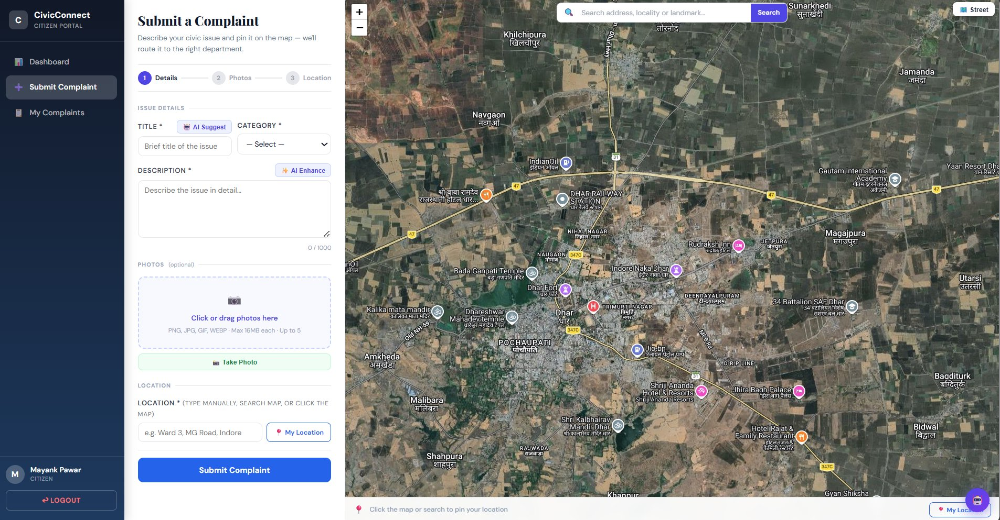 C
CivicConnect
CITIZEN PORTAL
Dashboard
Submit Complaint
My Complaints
M
Mayank Pawar
CITIZEN
LOGOUT
Submit a Complaint
Describe your civic issue and pin it on the map — we'll
route it to the right department.
1 Details
2 Photos
3 Location
ISSUE DETAILS
TITLE *
AI Suggest
CATEGORY *
Brief title of the issue
— Select —
DESCRIPTION *
AI Enhance
Describe the issue in detail...
0 / 1000
PHOTOS (optional)
Click or drag photos here
PNG, JPG, GIF, WEBP · Max 16MB each · Up to 5
Take Photo
LOCATION
LOCATION * (TYPE MANUALLY, SEARCH MAP, OR CLICK THE
MAP)
e.g. Ward 3, MG Road, Indore
My Location
Submit Complaint
+
−
Search address, locality or landmark...
Search
Street
Sunarkhedi
सुनार्खेदी
तोरनोद
Khilchipura
खिलचीपुर
Dhar Hwy
Jamanda
जमंदा
Navgaon
नव्गओं
31
IndianOil
इंडियन ऑयल
Gautam International
Academy
गौतम इंटरनेशनल
अकेडमी
Yaan Resort Dha
यान रिसॉर्ट
47
47
47
47
श्री बाबा रामदेव
राजस्थानी होटल धार...
DHAR RAILWAY
STATION
धार रेलवे स्टेशन
NIHAL NAGAR
निहाल नगर
Magajpura
मगज्पुरा
Rudraksh Inn
रुद्राक्ष होटल
JETPURA
जेतपुरा
NAUGAON
नौगांव
347C
nOil
ऑयल
Bada Ganpati Temple
बड़ा गणपति मंदिर
Indore Naka Dhar
इंदौर नाका धार
Utarsi
उतरसी
Dhar Fort
धार फोर्ट
DEENDAYALPURAM
दीनदयालपुरम
34 Battalion SAF Dhar
34 बटालियन विशेष
सशस्त्र बल धार
Kalika mata mandir
कालिका माता मंदिर
Dhareshwar
Mahadev temple
धारेश्वर महादेव टेंपल
H
TRIMURTI NAGAR
त्रिमूर्ति
नगर
Dhar
धार
Old NH-59
347C
MPB Rd
POCHAUPATI
पोचौपति
Jio-bp
रिलायंस पेट्रोल पम्प
Amkheda
अमखेडा
D R P LINE
31
Bagditurk
बग्दितुर्क
Shriji Ananda
Hotel & Resorts
Shriji Ananda Resorts
Jhira Bagh Palace
झिरा बाग पैलेस
Malibara
मलिबरा
Shri Kalbhairav
Mandir Dhar
श्री कालभैरव मंदिर धार
Hotel Rajat &
Family Restaurant
होटल रजत &
फैमिली रेस्टोरेंट
Bidwal
बिद्वाल
RAJWADA
राजवाड़ा
Shahpura
शाहपुरा
347C
Khanpur
Gyan Shiksha
Click the map or search to pin your location
My Loca